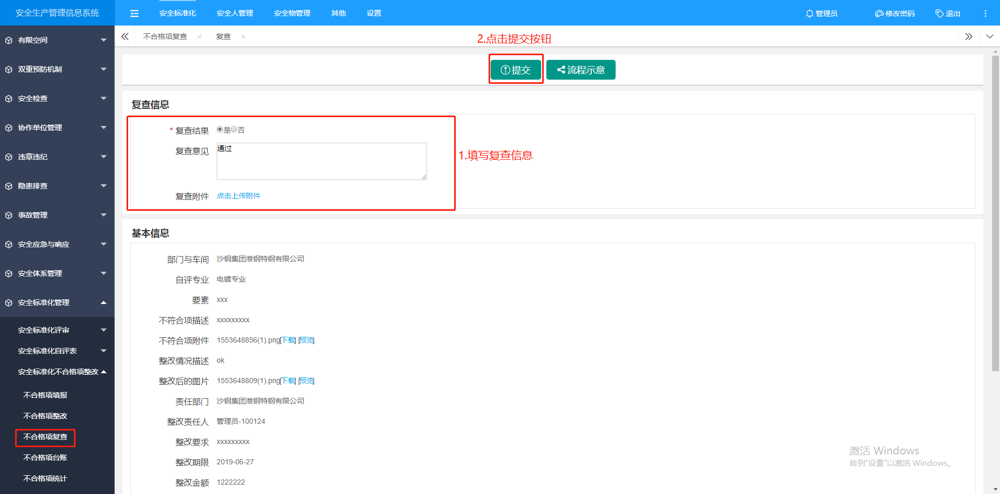 安全生产管理信息系统
安全标准化 安全人管理 安全物管理 其他 设置
管理员 修改密码 退出
不合格项复查 复查
2.点击提交按钮
提交 流程示意
有限空间
双重预防机制
安全检查
协作单位管理
违章违纪
隐患排查
事故管理
安全应急与响应
安全体系管理
安全标准化管理
安全标准化评审
安全标准化自评表
安全标准化不合格项整改
不合格项填报
不合格项整改
不合格项复查
不合格项台账
不合格项统计
复查信息
* 复查结果 是 否
复查意见 通过
1.填写复查信息
复查附件 点击上传附件
基本信息
部门与车间 沙钢集团淮钢特钢有限公司
自评专业 电镀专业
要素 xxx
不符合项描述 xxxxxxxxx
不符合项附件 1553648856(1).png[下载] [预览]
整改情况描述 ok
整改后的图片 1553648809(1).png[下载] [预览]
责任部门 沙钢集团淮钢特钢有限公司
整改责任人 管理员-100124
整改要求 xxxxxxxxx
整改期限 2019-06-27
整改金额 1222222
激活 Windows
转到"设置"以激活 Windows。